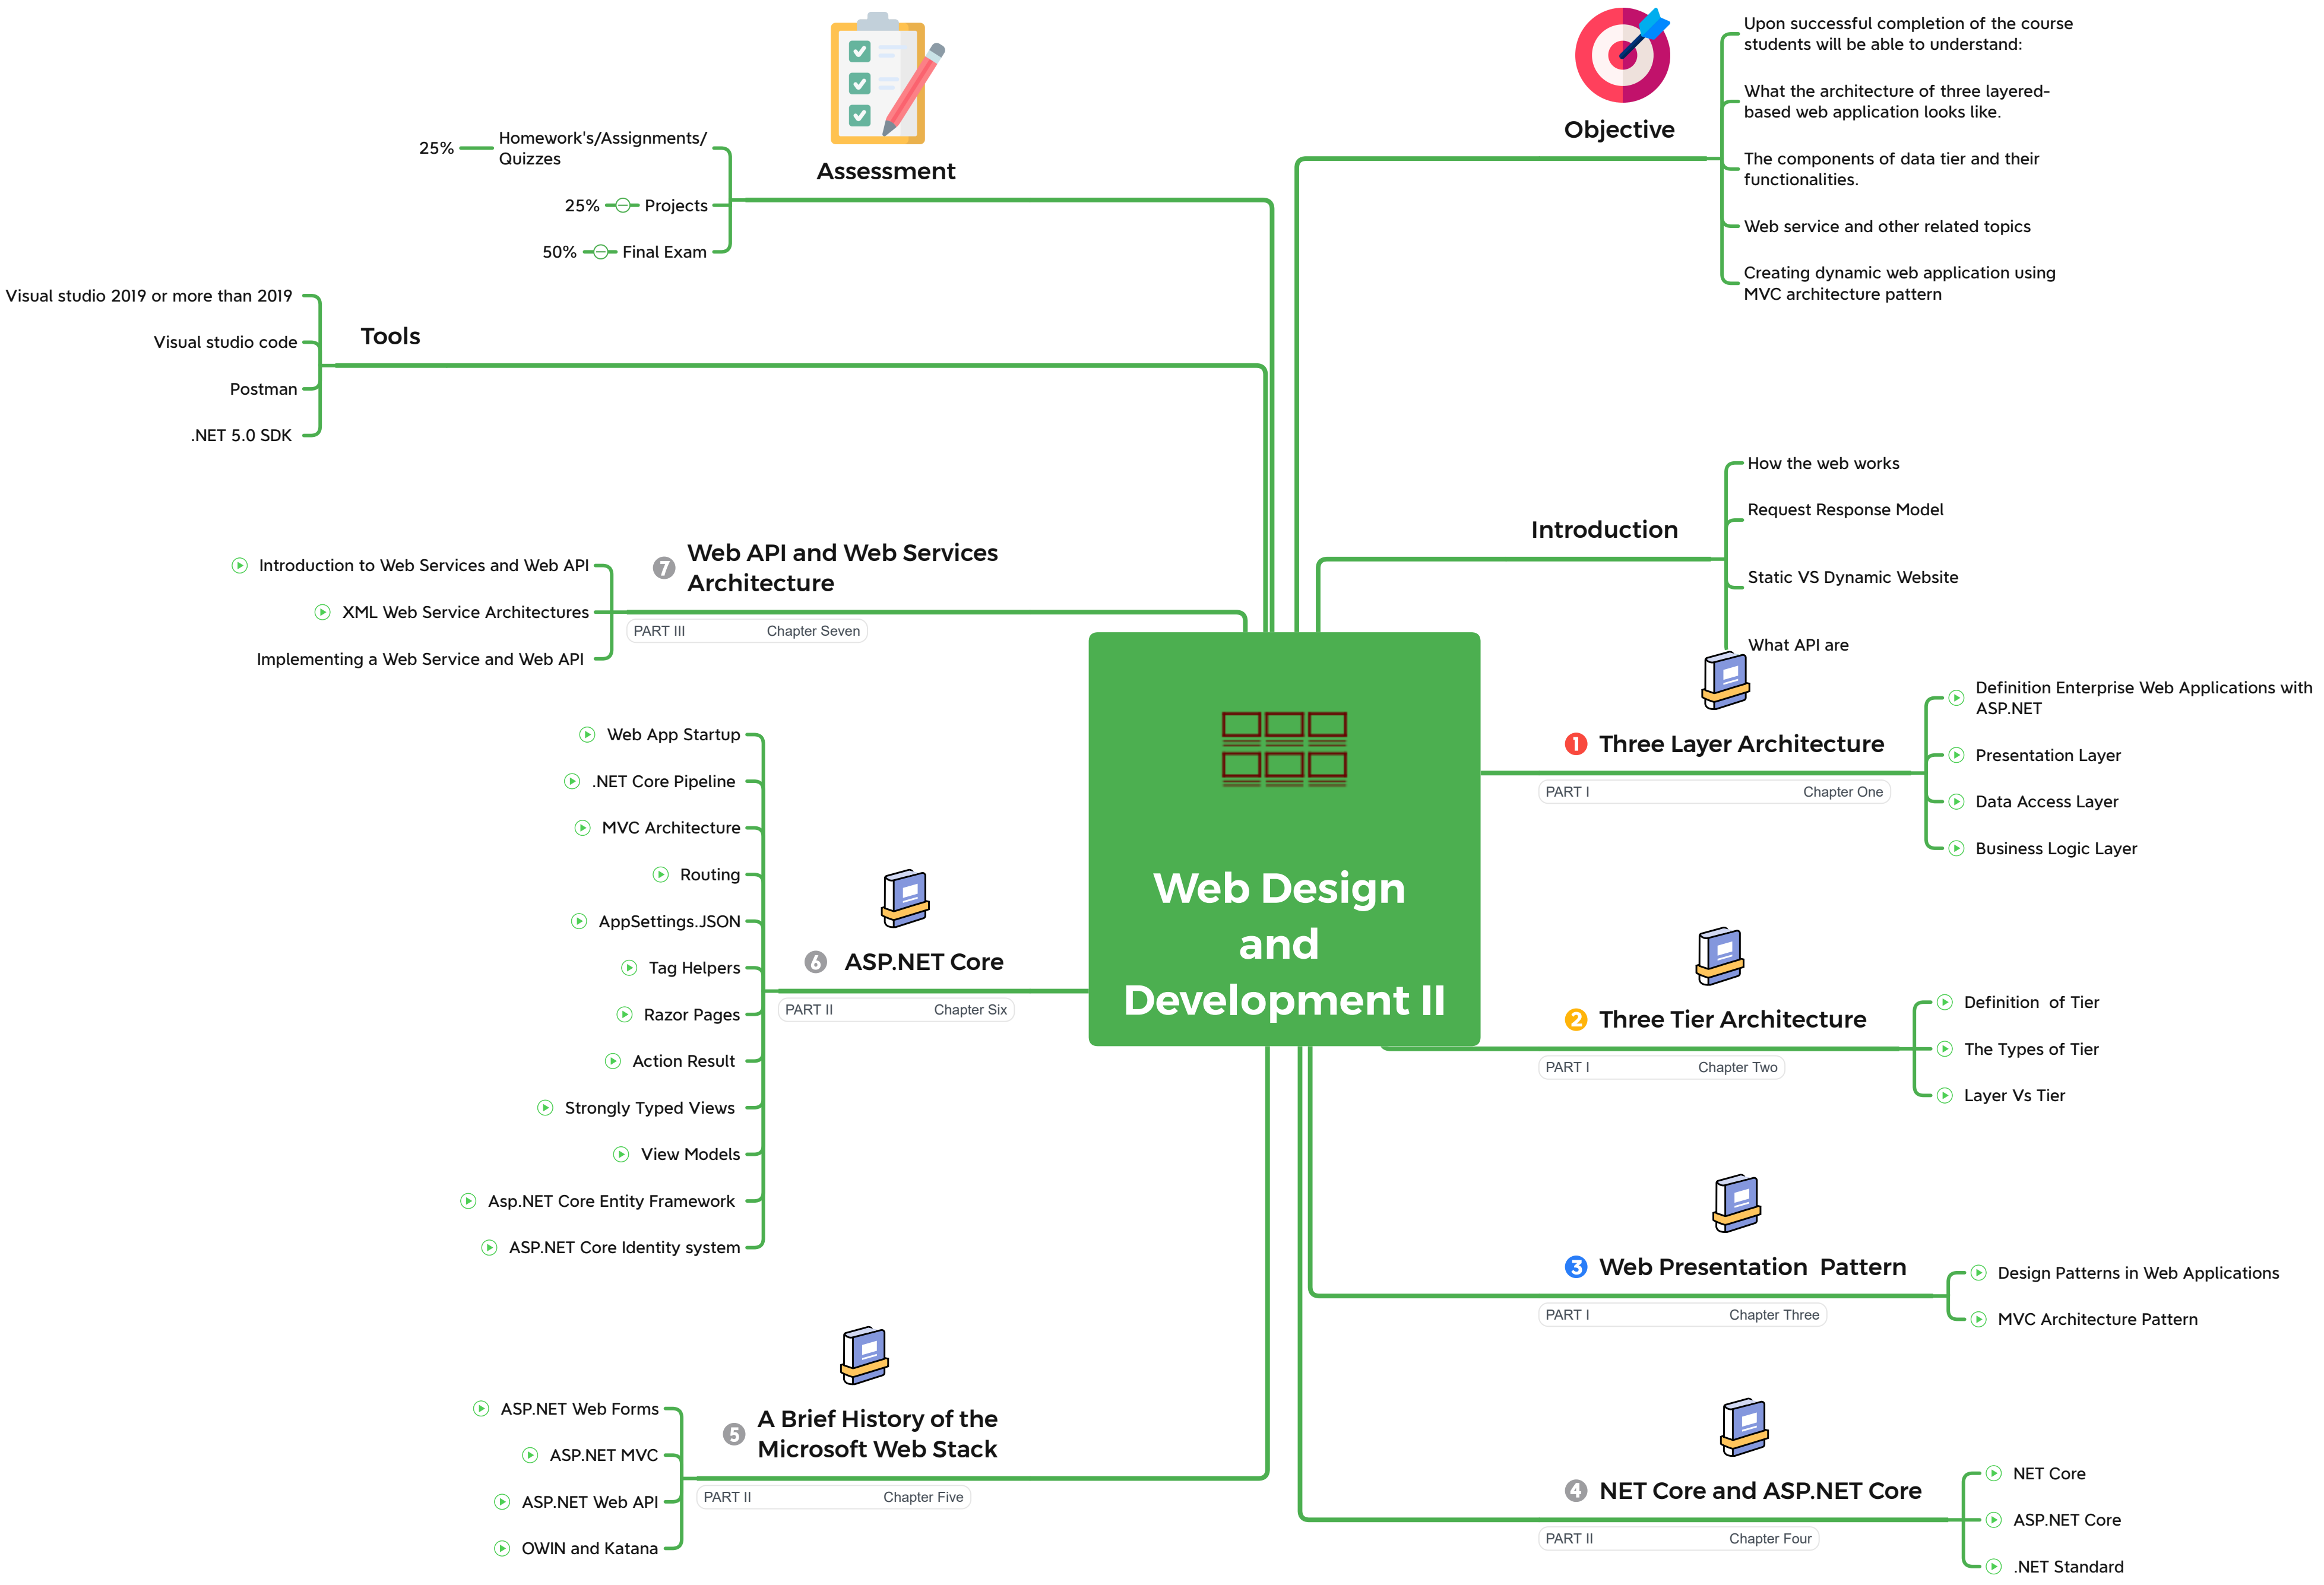 Web Design
and
Development II
Objective
Upon successful completion of the course
students will be able to understand:
What the architecture of three layered-
based web application looks like.
The components of data tier and their
functionalities.
Web service and other related topics
Creating dynamic web application using
MVC architecture pattern
Introduction
How the web works
Request Response Model
Static VS Dynamic Website
What API are
1 Three Layer Architecture
PART I Chapter One
Definition Enterprise Web Applications with
ASP.NET
Presentation Layer
Data Access Layer
Business Logic Layer
2 Three Tier Architecture
PART I Chapter Two
Definition of Tier
The Types of Tier
Layer Vs Tier
3 Web Presentation Pattern
PART I Chapter Three
Design Patterns in Web Applications
MVC Architecture Pattern
4 NET Core and ASP.NET Core
PART II Chapter Four
NET Core
ASP.NET Core
.NET Standard
5 A Brief History of the
Microsoft Web Stack
PART II Chapter Five
ASP.NET Web Forms
ASP.NET MVC
ASP.NET Web API
OWIN and Katana
6 ASP.NET Core
PART II Chapter Six
Web App Startup
.NET Core Pipeline
MVC Architecture
Routing
AppSettings.JSON
Tag Helpers
Razor Pages
Action Result
Strongly Typed Views
View Models
Asp.NET Core Entity Framework
ASP.NET Core Identity system
7 Web API and Web Services
Architecture
PART III Chapter Seven
Introduction to Web Services and Web API
XML Web Service Architectures
Implementing a Web Service and Web API
Tools
Visual studio 2019 or more than 2019
Visual studio code
Postman
.NET 5.0 SDK
Assessment
Homework's/Assignments/
Quizzes
25%
Projects
25%
Final Exam
50%